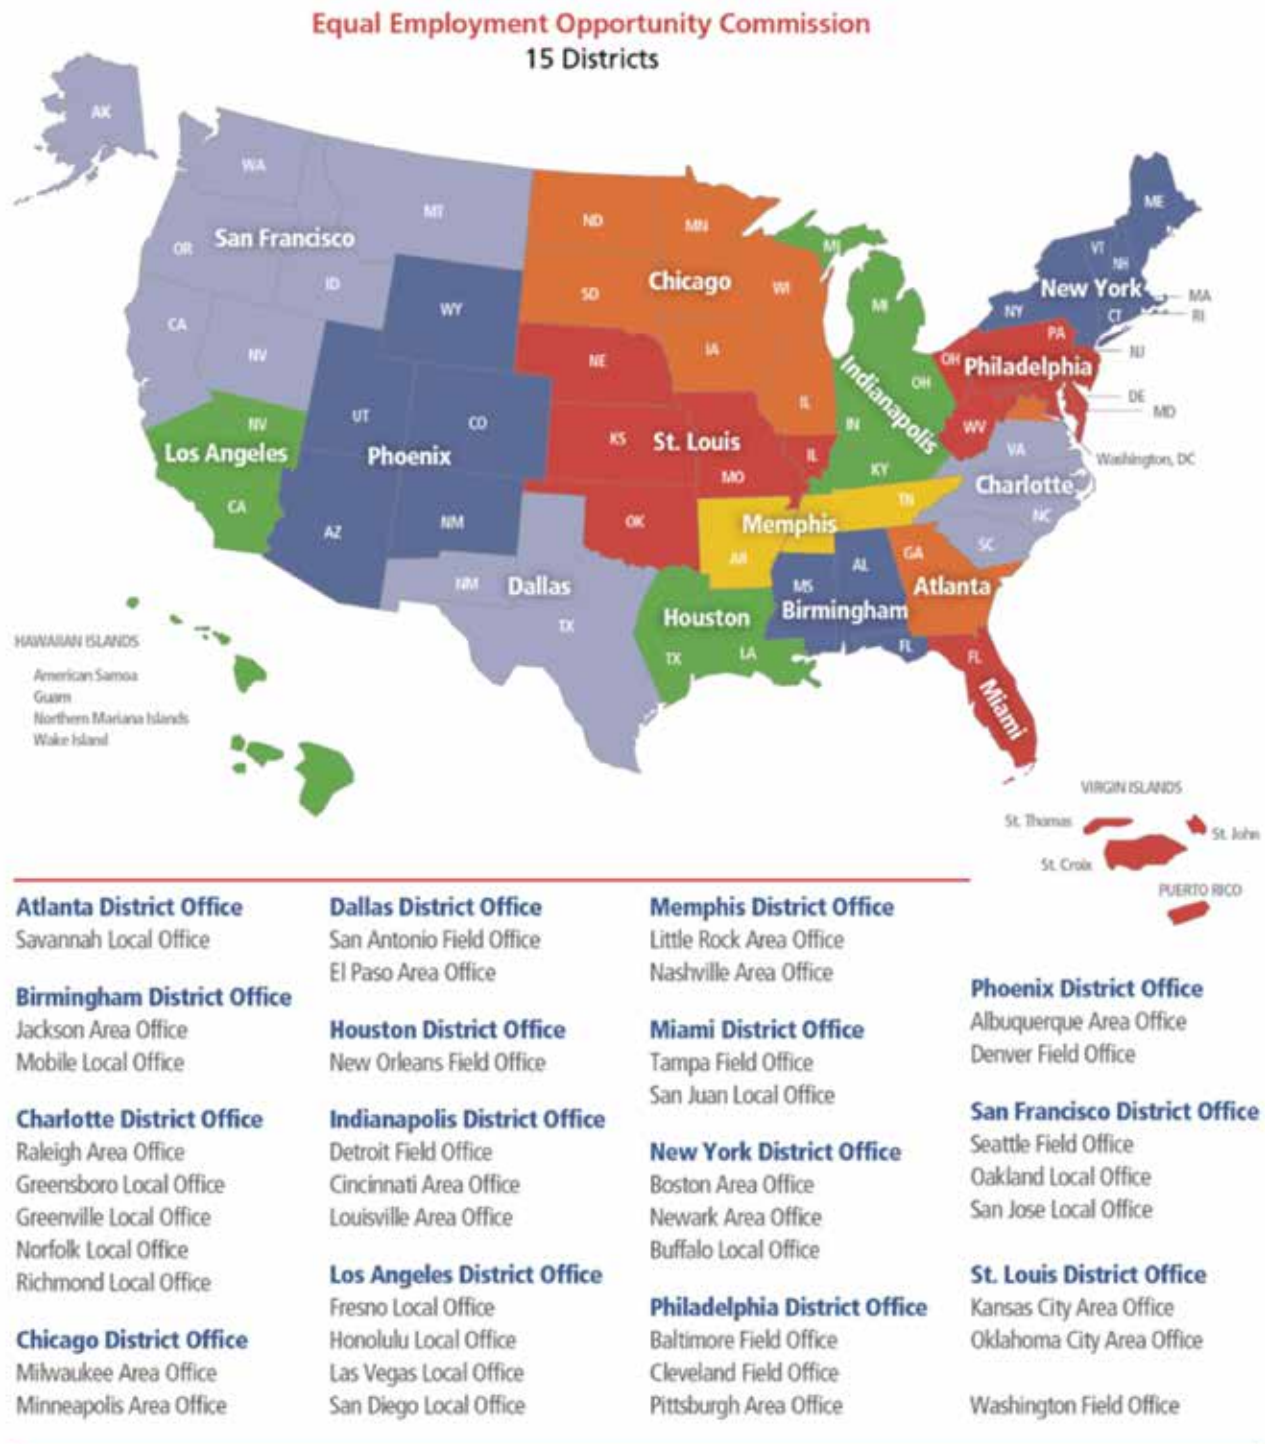 Equal Employment Opportunity Commission
15 Districts
AK
WA
MT
OR
San Francisco
ID
CA
NV
WY
ND
MN
SD
Chicago
WI
IA
IL
MI
MI
Indianapolis
OH
IN
KY
ME
VT
NH
New York
NY
CT
MA
RI
PA
OH
Philadelphia
NJ
DE
MD
WV
VA
Washington, DC
Charlotte
NC
SC
NE
KS
St. Louis
IL
MO
OK
UT
CO
Phoenix
AZ
NM
NV
Los Angeles
CA
TN
Memphis
AR
NM
Dallas
TX
Houston
TX
LA
MS
AL
Birmingham
FL
GA
Atlanta
FL
Miami
HAWAIIAN ISLANDS
American Samoa
Guam
Northern Mariana Islands
Wake Island
VIRGIN ISLANDS
St. Thomas
St. John
St. Croix
PUERTO RICO
Atlanta District Office
Savannah Local Office
Birmingham District Office
Jackson Area Office
Mobile Local Office
Charlotte District Office
Raleigh Area Office
Greensboro Local Office
Greenville Local Office
Norfolk Local Office
Richmond Local Office
Chicago District Office
Milwaukee Area Office
Minneapolis Area Office
Dallas District Office
San Antonio Field Office
El Paso Area Office
Houston District Office
New Orleans Field Office
Indianapolis District Office
Detroit Field Office
Cincinnati Area Office
Louisville Area Office
Los Angeles District Office
Fresno Local Office
Honolulu Local Office
Las Vegas Local Office
San Diego Local Office
Memphis District Office
Little Rock Area Office
Nashville Area Office
Miami District Office
Tampa Field Office
San Juan Local Office
New York District Office
Boston Area Office
Newark Area Office
Buffalo Local Office
Philadelphia District Office
Baltimore Field Office
Cleveland Field Office
Pittsburgh Area Office
Phoenix District Office
Albuquerque Area Office
Denver Field Office
San Francisco District Office
Seattle Field Office
Oakland Local Office
San Jose Local Office
St. Louis District Office
Kansas City Area Office
Oklahoma City Area Office
Washington Field Office